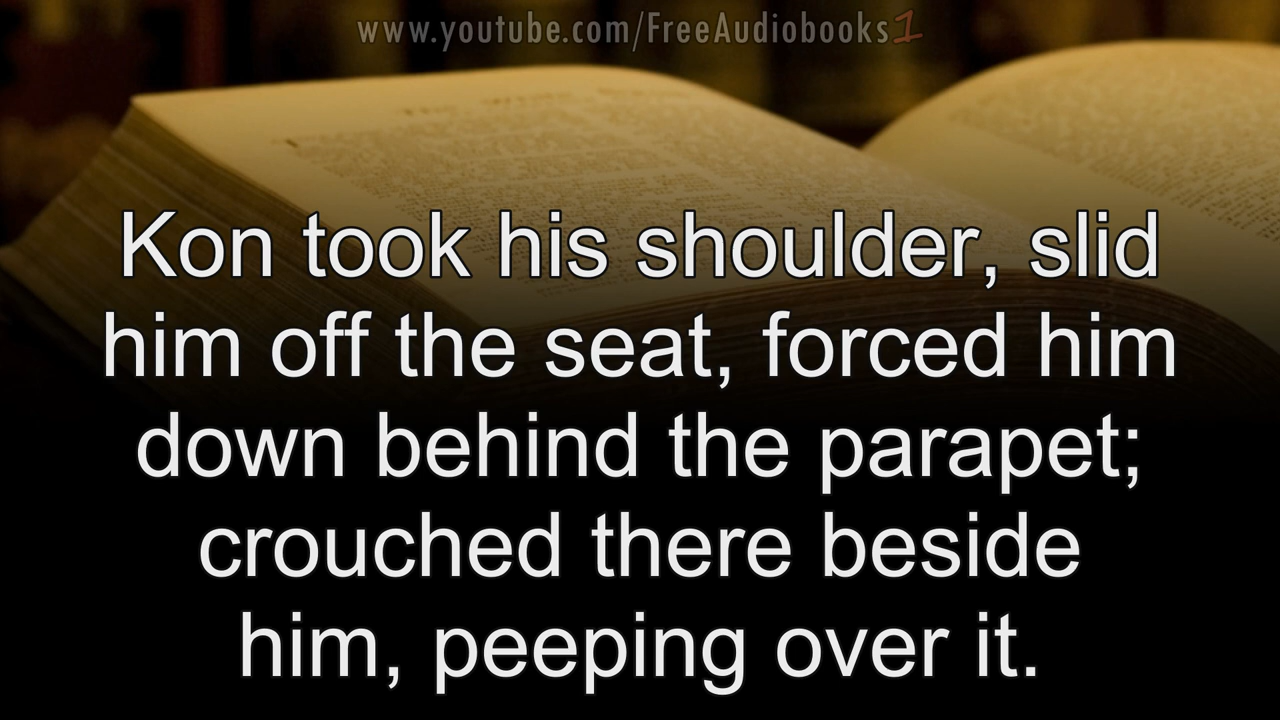 www.youtube.com/FreeAudiobooks1
Kon took his shoulder, slid
him off the seat, forced him
down behind the parapet;
crouched there beside
him, peeping over it.